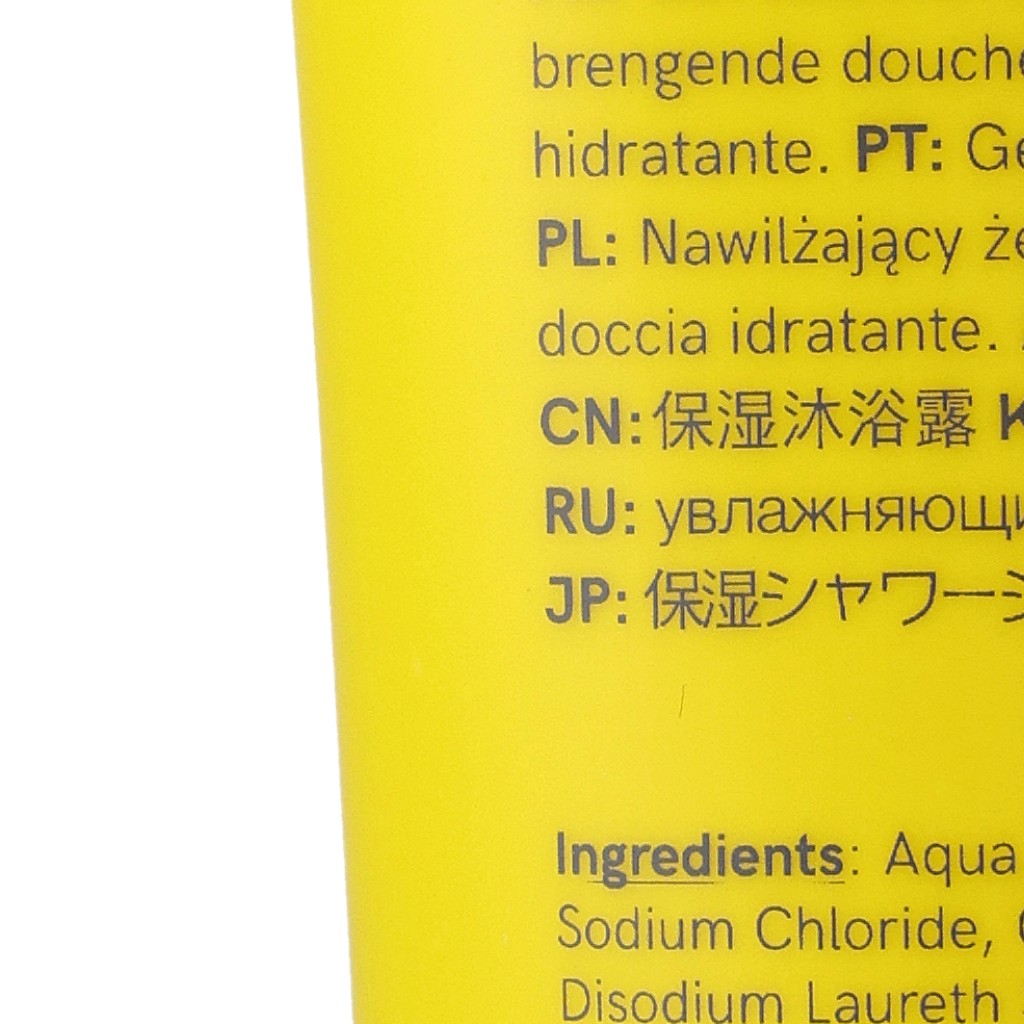 brengende douche
hidratante. PT: Ge
PL: Nawilżający że
doccia idratante.
CN: 保湿沐浴露 K
RU: увлажняющи
JP: 保湿シャワージ
Ingredients: Aqua
Sodium Chloride,
Disodium Laureth